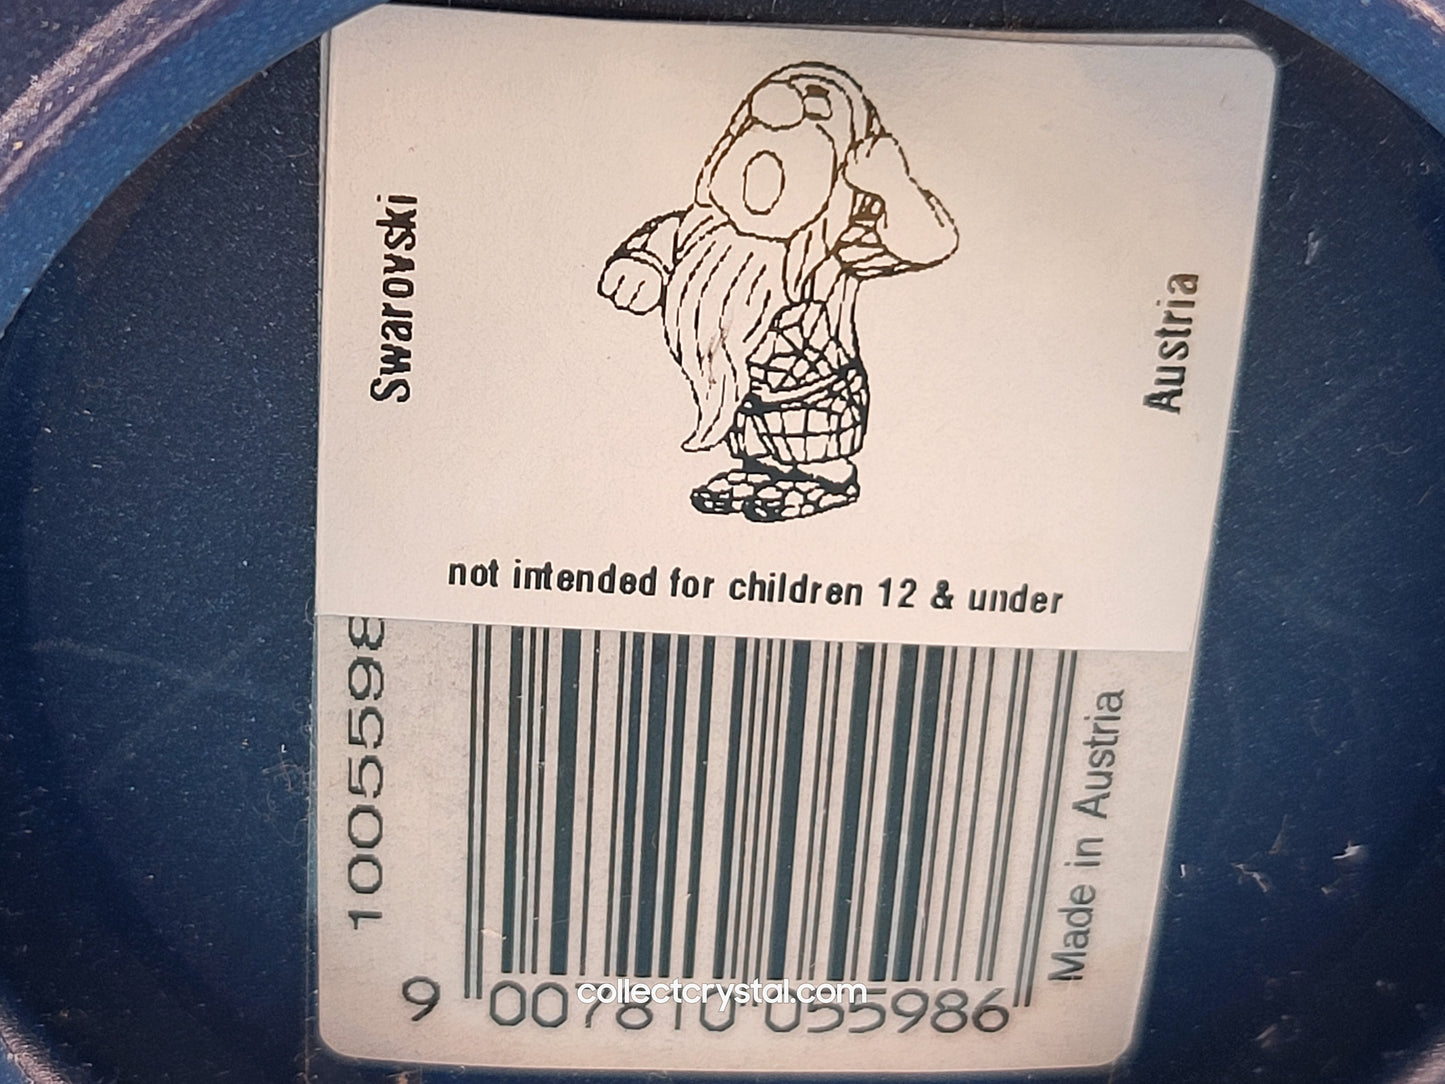 Swarovski
Austria
not intended for children 12 & under
1005598
Made in Austria
9 007810 055986
collectcrystal.com